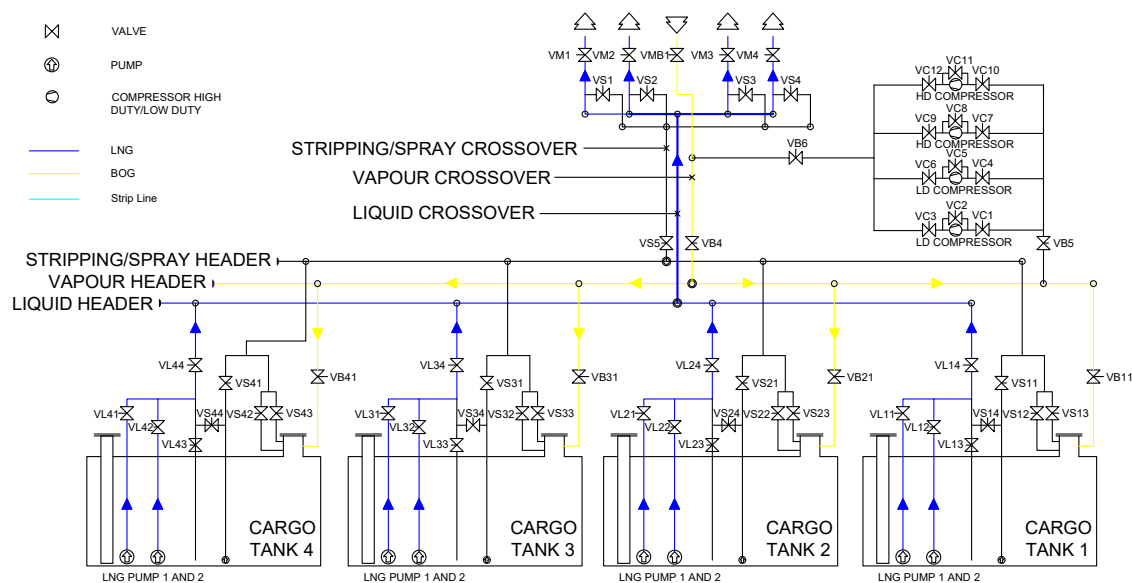 VALVE
PUMP
COMPRESSOR HIGH
DUTY/LOW DUTY
LNG
BOG
Strip Line
VM1
VM2
VMB1
VM3
VM4
VS1
VS2
VS3
VS4
VC11
VC12
VC10
HD COMPRESSOR
VC8
VC9
VC7
HD COMPRESSOR
VC5
VC6
VC4
LD COMPRESSOR
VC2
VC3
VC1
LD COMPRESSOR
VB6
STRIPPING/SPRAY CROSSOVER
VAPOUR CROSSOVER
LIQUID CROSSOVER
VS5
VB4
VB5
STRIPPING/SPRAY HEADER
VAPOUR HEADER
LIQUID HEADER
VL44
VS41
VB41
VL41
VL42
VS44
VS42
VS43
VL43
CARGO
TANK 4
LNG PUMP 1 AND 2
VL34
VS31
VB31
VL31
VL32
VS34
VS32
VS33
VL33
CARGO
TANK 3
LNG PUMP 1 AND 2
VL24
VS21
VB21
VL21
VL22
VS24
VS22
VS23
VL23
CARGO
TANK 2
LNG PUMP 1 AND 2
VL14
VS11
VB11
VL11
VL12
VS14
VS12
VS13
VL13
CARGO
TANK 1
LNG PUMP 1 AND 2